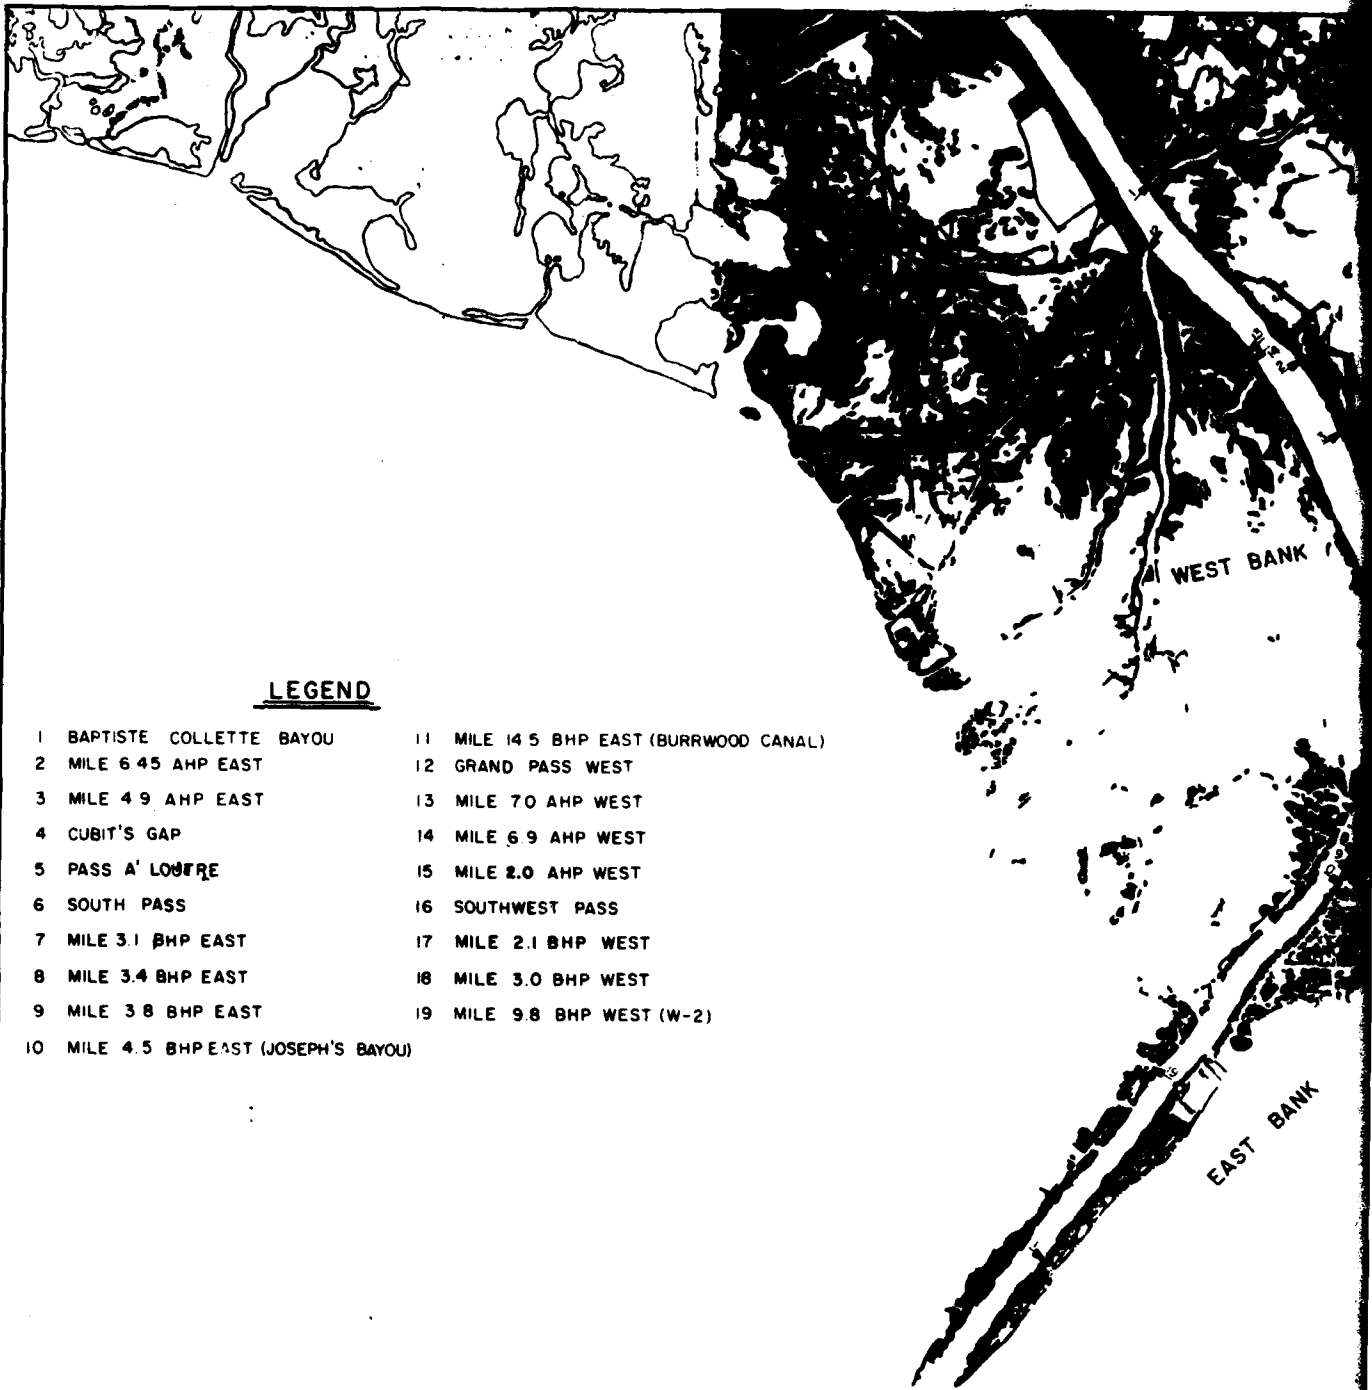 WEST BANK
LEGEND
1 BAPTISTE COLLETTE BAYOU
2 MILE 6.45 AHP EAST
3 MILE 4.9 AHP EAST
4 CUBIT'S GAP
5 PASS A' LOUTRE
6 SOUTH PASS
7 MILE 3.1 BHP EAST
8 MILE 3.4 BHP EAST
9 MILE 3.8 BHP EAST
10 MILE 4.5 BHP EAST (JOSEPH'S BAYOU)
11 MILE 14.5 BHP EAST (BURRWOOD CANAL)
12 GRAND PASS WEST
13 MILE 7.0 AHP WEST
14 MILE 6.9 AHP WEST
15 MILE 2.0 AHP WEST
16 SOUTHWEST PASS
17 MILE 2.1 BHP WEST
18 MILE 3.0 BHP WEST
19 MILE 9.8 BHP WEST (W-2)
EAST BANK